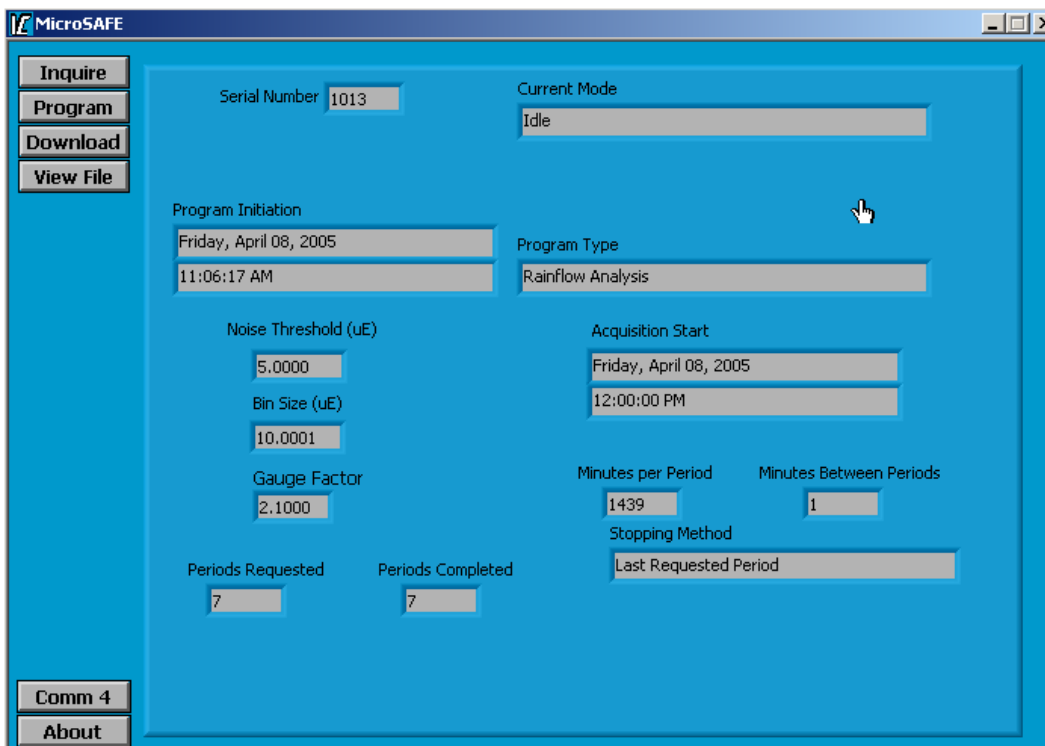 MicroSAFE
Inquire
Program
Download
View File
Serial Number 1013
Current Mode
Idle
Program Initiation
Friday, April 08, 2005
11:06:17 AM
Program Type
Rainflow Analysis
Noise Threshold (uE)
5.0000
Bin Size (uE)
10.0001
Gauge Factor
2.1000
Acquisition Start
Friday, April 08, 2005
12:00:00 PM
Minutes per Period
1439
Minutes Between Periods
1
Stopping Method
Last Requested Period
Periods Requested
7
Periods Completed
7
Comm 4
About